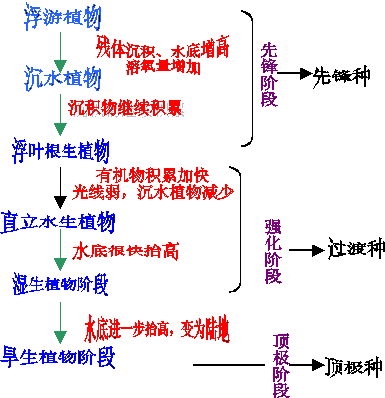 浮游植物
残体沉积、水底增高
溶氧量增加
沉水植物
先锋阶段
先锋种
沉积物继续积累
浮叶根生植物
有机物积累加快
光线弱，沉水植物减少
直立水生植物
强化阶段
过渡种
水底很快抬高
湿生植物阶段
水底进一步抬高，变为陆地
旱生植物阶段
顶极阶段
顶极种